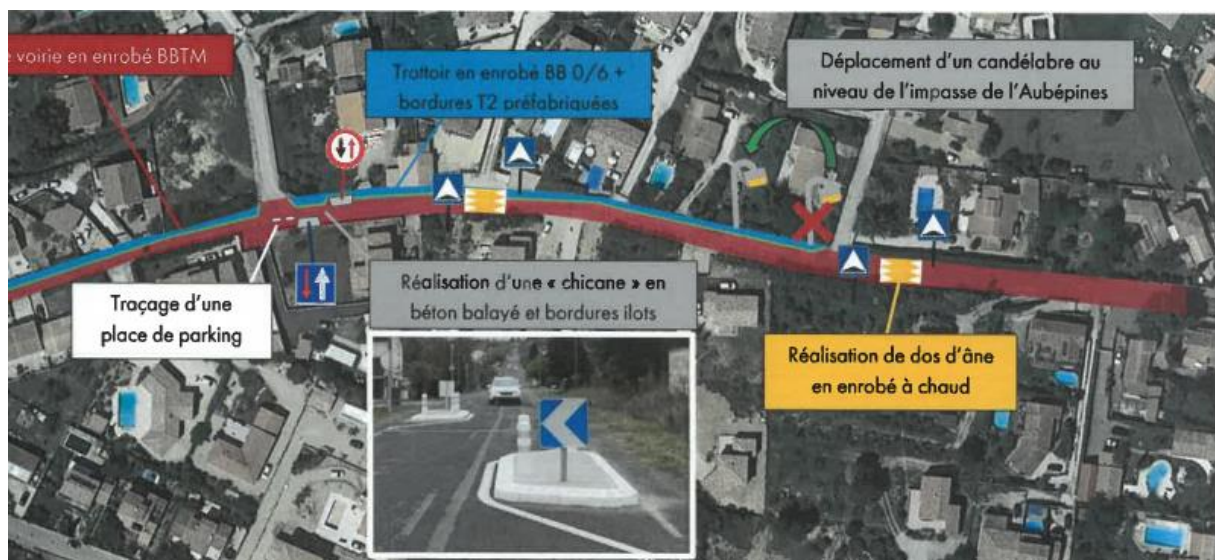 e voirie en enrobé BBTM
Trottoir en enrobé BB 0/6 +
bordures T2 préfabriquées
Déplacement d'un candélabre au
niveau de l'impasse de l'Aubépines
Traçage d'une
place de parking
Réalisation d'une « chicane » en
béton balayé et bordures ilots
Réalisation de dos d'âne
en enrobé à chaud